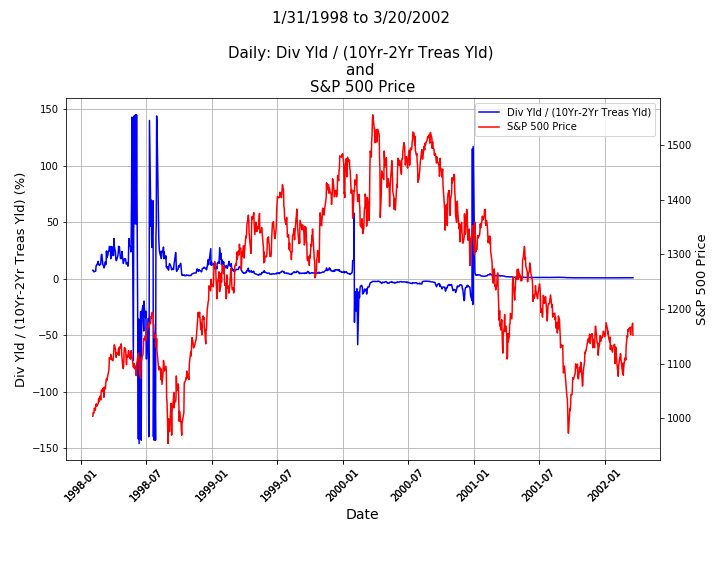 1/31/1998 to 3/20/2002
Daily: Div Yld / (10Yr-2Yr Treas Yld)
and
S&P 500 Price
Div Yld / (10Yr-2Yr Treas Yld)
S&P 500 Price
150
100
50
0
−50
−100
−150
Div Yld / (10Yr-2Yr Treas Yld) (%)
1500
1400
1300
1200
1100
1000
S&P 500 Price
1998-01
1998-07
1999-01
1999-07
2000-01
2000-07
2001-01
2001-07
2002-01
Date